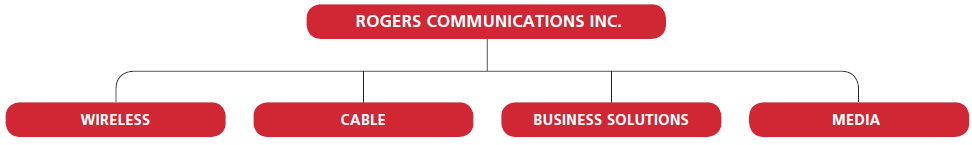 ROGERS COMMUNICATIONS INC.
WIRELESS
CABLE
BUSINESS SOLUTIONS
MEDIA